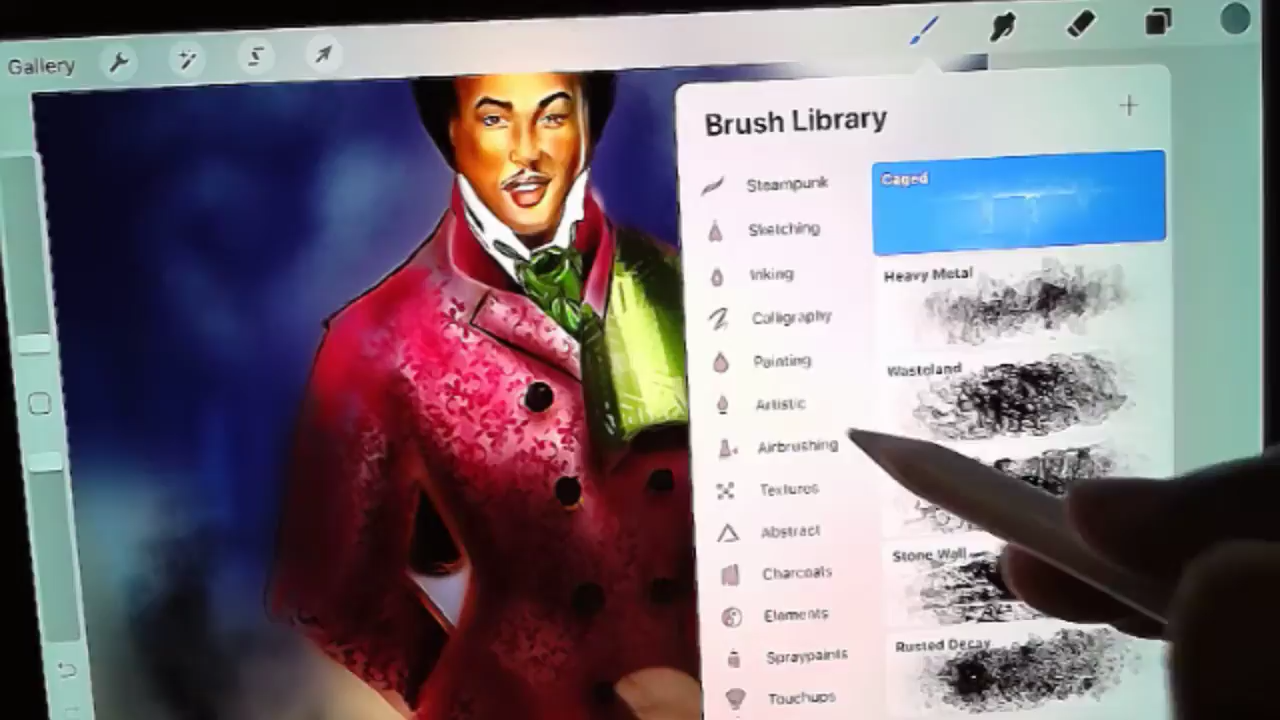 Gallery
Brush Library
Steampunk
Sketching
Inking
Calligraphy
Painting
Artistic
Airbrushing
Textures
Abstract
Charcoals
Elements
Spraypaints
Touchups
Caged
Heavy Metal
Wasteland
Stone Wall
Rusted Decay